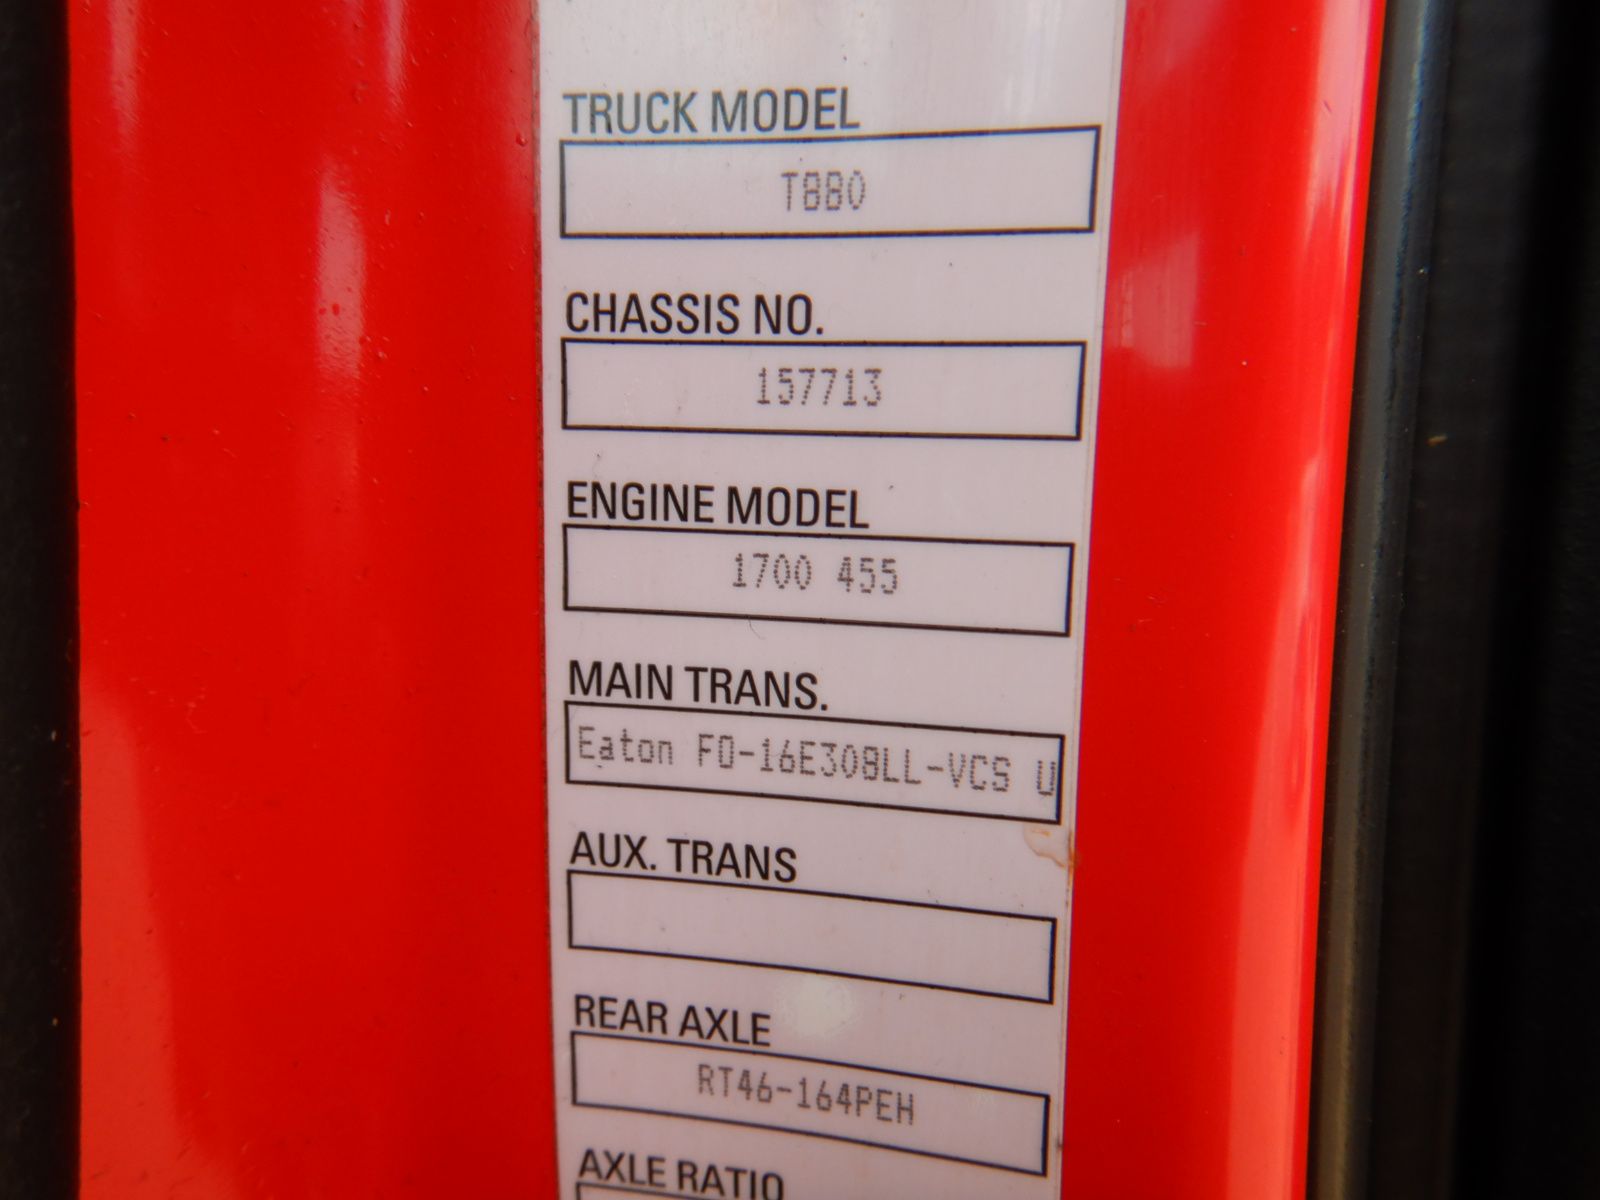 TRUCK MODEL
T880
CHASSIS NO.
157713
ENGINE MODEL
1700 455
MAIN TRANS.
Eaton FO-16E308LL-VCS U
AUX. TRANS
REAR AXLE
RT46-164PEH
AXLE RATIO